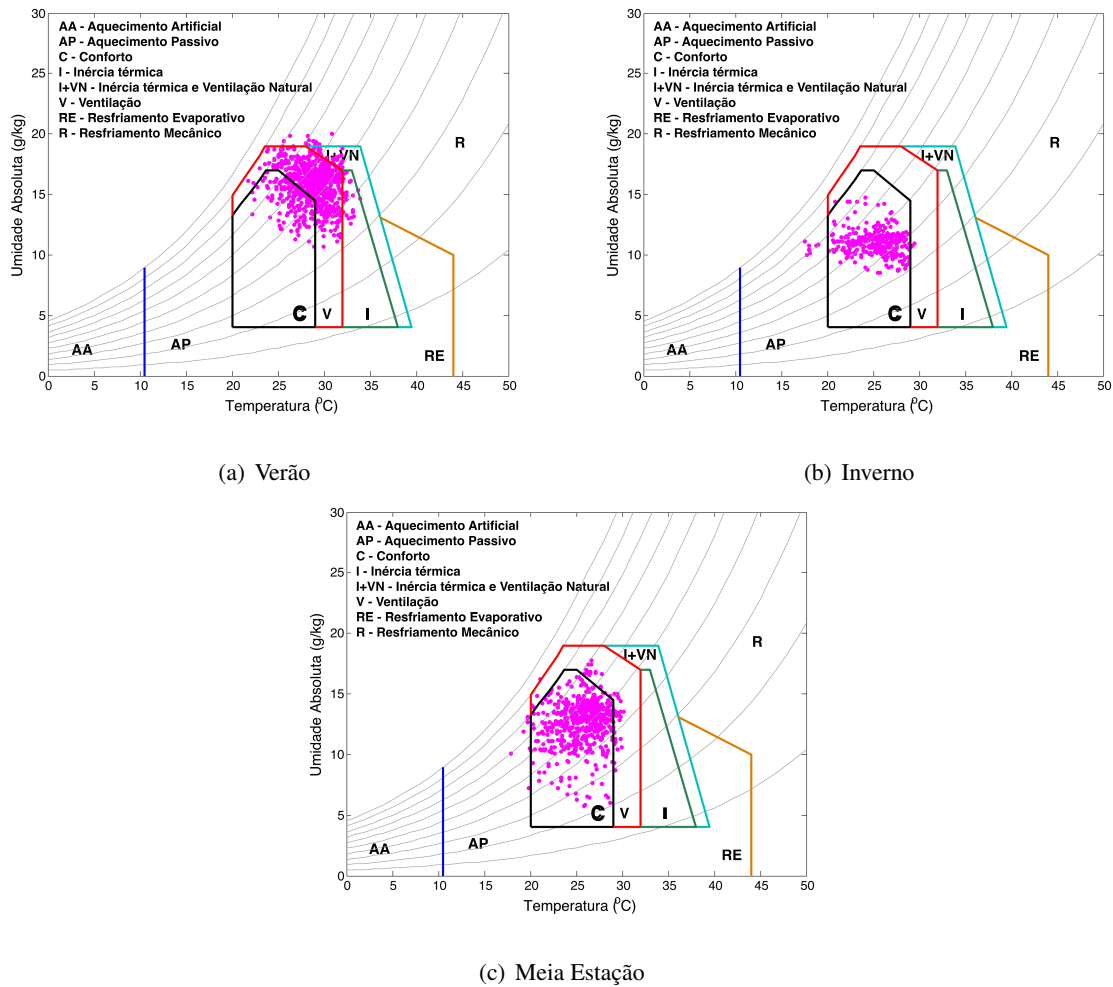 AA - Aquecimento Artificial
AP - Aquecimento Passivo
C - Conforto
I - Inércia térmica
I+VN - Inércia térmica e Ventilação Natural
V - Ventilação
RE - Resfriamento Evaporativo
R - Resfriamento Mecânico
30
25
20
15
10
5
0
Umidade Absoluta (g/kg)
R
I+VN
C
V
I
AA
AP
RE
0 5 10 15 20 25 30 35 40 45 50
Temperatura (ºC)
(a) Verão
AA - Aquecimento Artificial
AP - Aquecimento Passivo
C - Conforto
I - Inércia térmica
I+VN - Inércia térmica e Ventilação Natural
V - Ventilação
RE - Resfriamento Evaporativo
R - Resfriamento Mecânico
30
25
20
15
10
5
0
Umidade Absoluta (g/kg)
R
I+VN
C
V
I
AA
AP
RE
0 5 10 15 20 25 30 35 40 45 50
Temperatura (ºC)
(b) Inverno
AA - Aquecimento Artificial
AP - Aquecimento Passivo
C - Conforto
I - Inércia térmica
I+VN - Inércia térmica e Ventilação Natural
V - Ventilação
RE - Resfriamento Evaporativo
R - Resfriamento Mecânico
30
25
20
15
10
5
0
Umidade Absoluta (g/kg)
R
I+VN
C
V
I
AA
AP
RE
0 5 10 15 20 25 30 35 40 45 50
Temperatura (ºC)
(c) Meia Estação